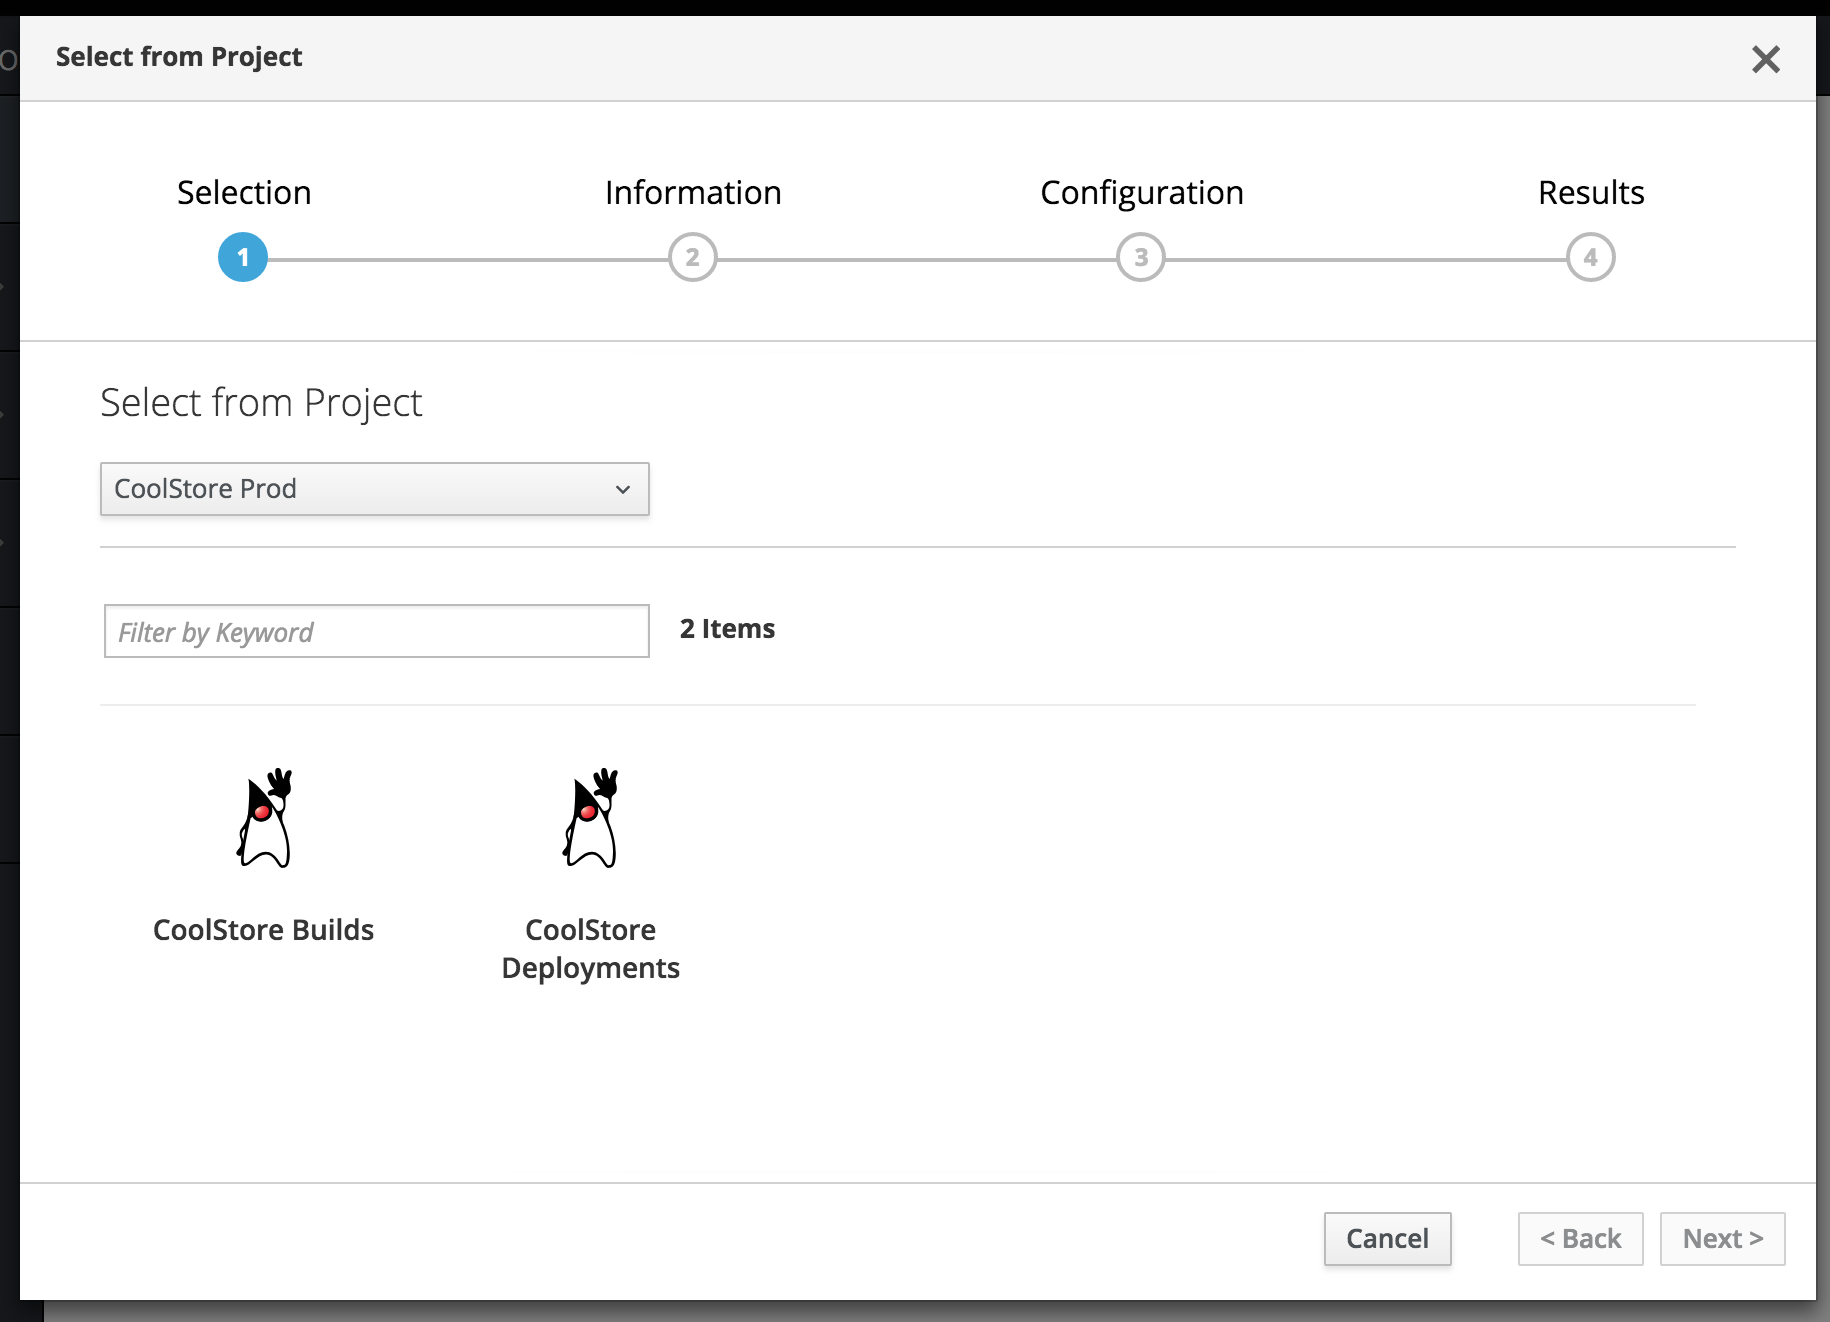 Select from Project
Selection
Information
Configuration
Results
1
2
3
4
Select from Project
CoolStore Prod
Filter by Keyword
2 Items
CoolStore Builds
CoolStore
Deployments
Cancel
< Back
Next >